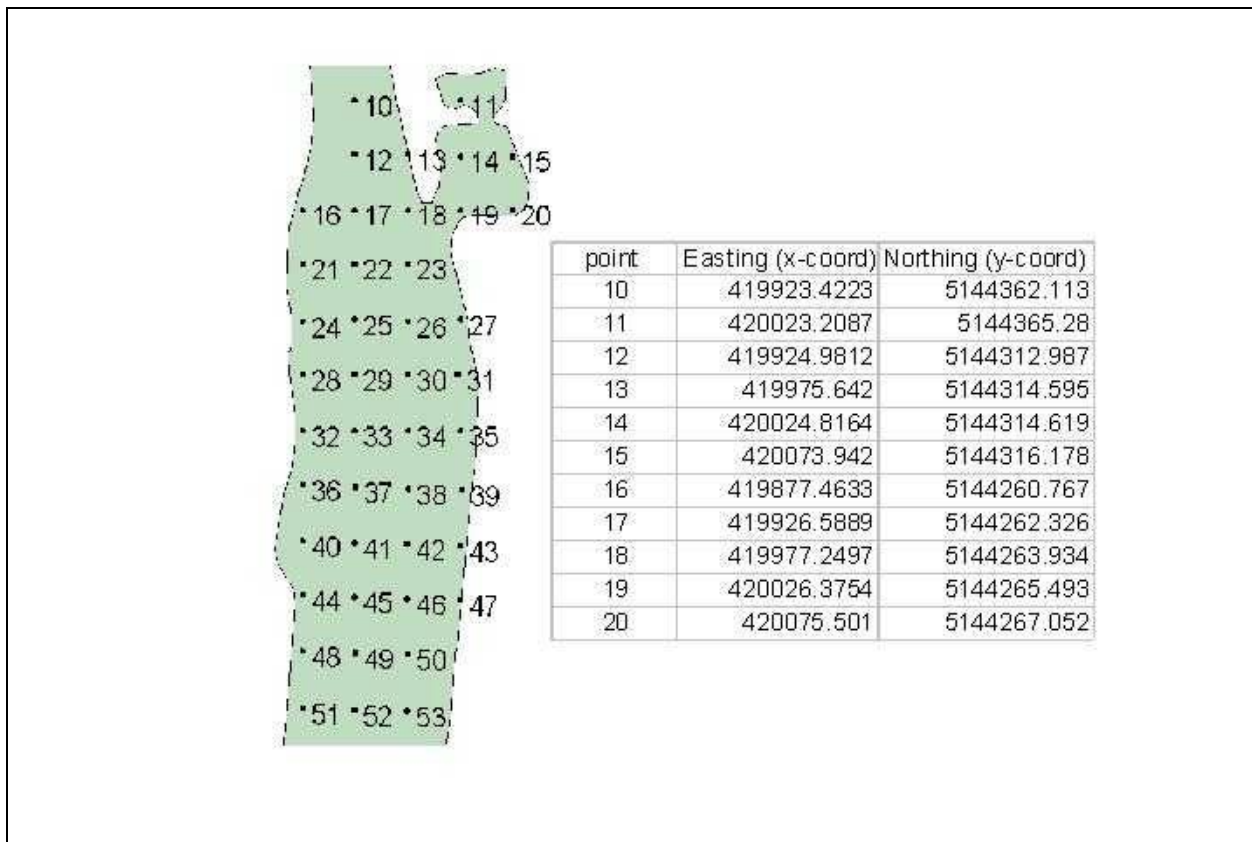 10 11
12 13 14 15
16 17 18 19 20
21 22 23
24 25 26 27
28 29 30 31
32 33 34 35
36 37 38 39
40 41 42 43
44 45 46 47
48 49 50
51 52 53
point Easting (x-coord) Northing (y-coord)
10 419923.4223 5144362.113
11 420023.2087 5144365.28
12 419924.9812 5144312.987
13 419975.642 5144314.595
14 420024.8164 5144314.619
15 420073.942 5144316.178
16 419877.4633 5144260.767
17 419926.5889 5144262.326
18 419977.2497 5144263.934
19 420026.3754 5144265.493
20 420075.501 5144267.052